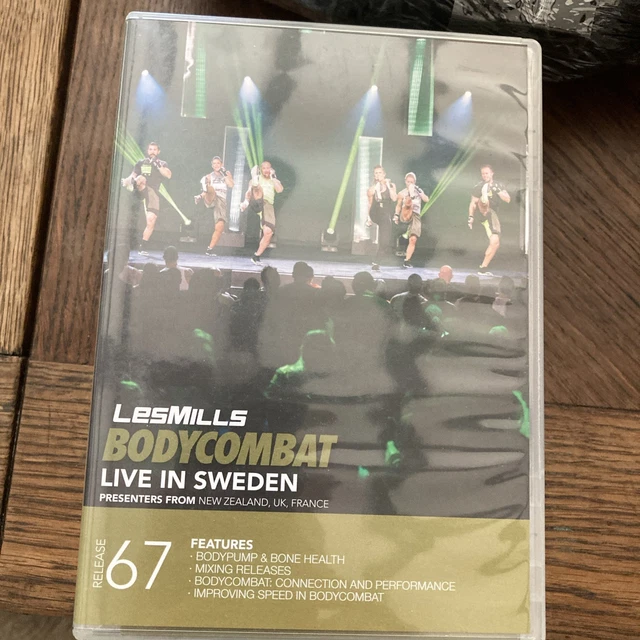 LesMILLS
BODYCOMBAT
LIVE IN SWEDEN
PRESENTERS FROM NEW ZEALAND, UK, FRANCE
RELEASE 67
FEATURES
· BODYPUMP & BONE HEALTH
· MIXING RELEASES
· BODYCOMBAT: CONNECTION AND PERFORMANCE
· IMPROVING SPEED IN BODYCOMBAT